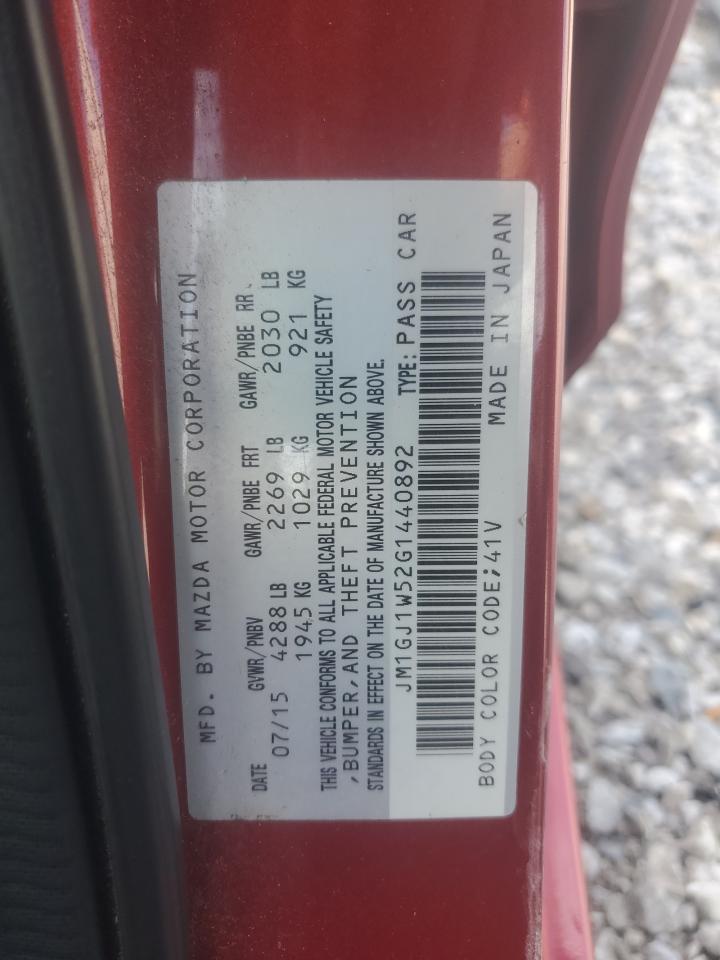 MFD. BY MAZDA MOTOR CORPORATION
DATE GVWR/PNBV GAWR/PNBE FRT GAWR/PNBE RR
07/15 4288 LB 2269 LB 2030 LB
1945 KG 1029 KG 921 KG
THIS VEHICLE CONFORMS TO ALL APPLICABLE FEDERAL MOTOR VEHICLE SAFETY
,BUMPER,AND THEFT PREVENTION
STANDARDS IN EFFECT ON THE DATE OF MANUFACTURE SHOWN ABOVE.
JM1GJ1W52G1440892 TYPE: PASS CAR
BODY COLOR CODE;41V MADE IN JAPAN